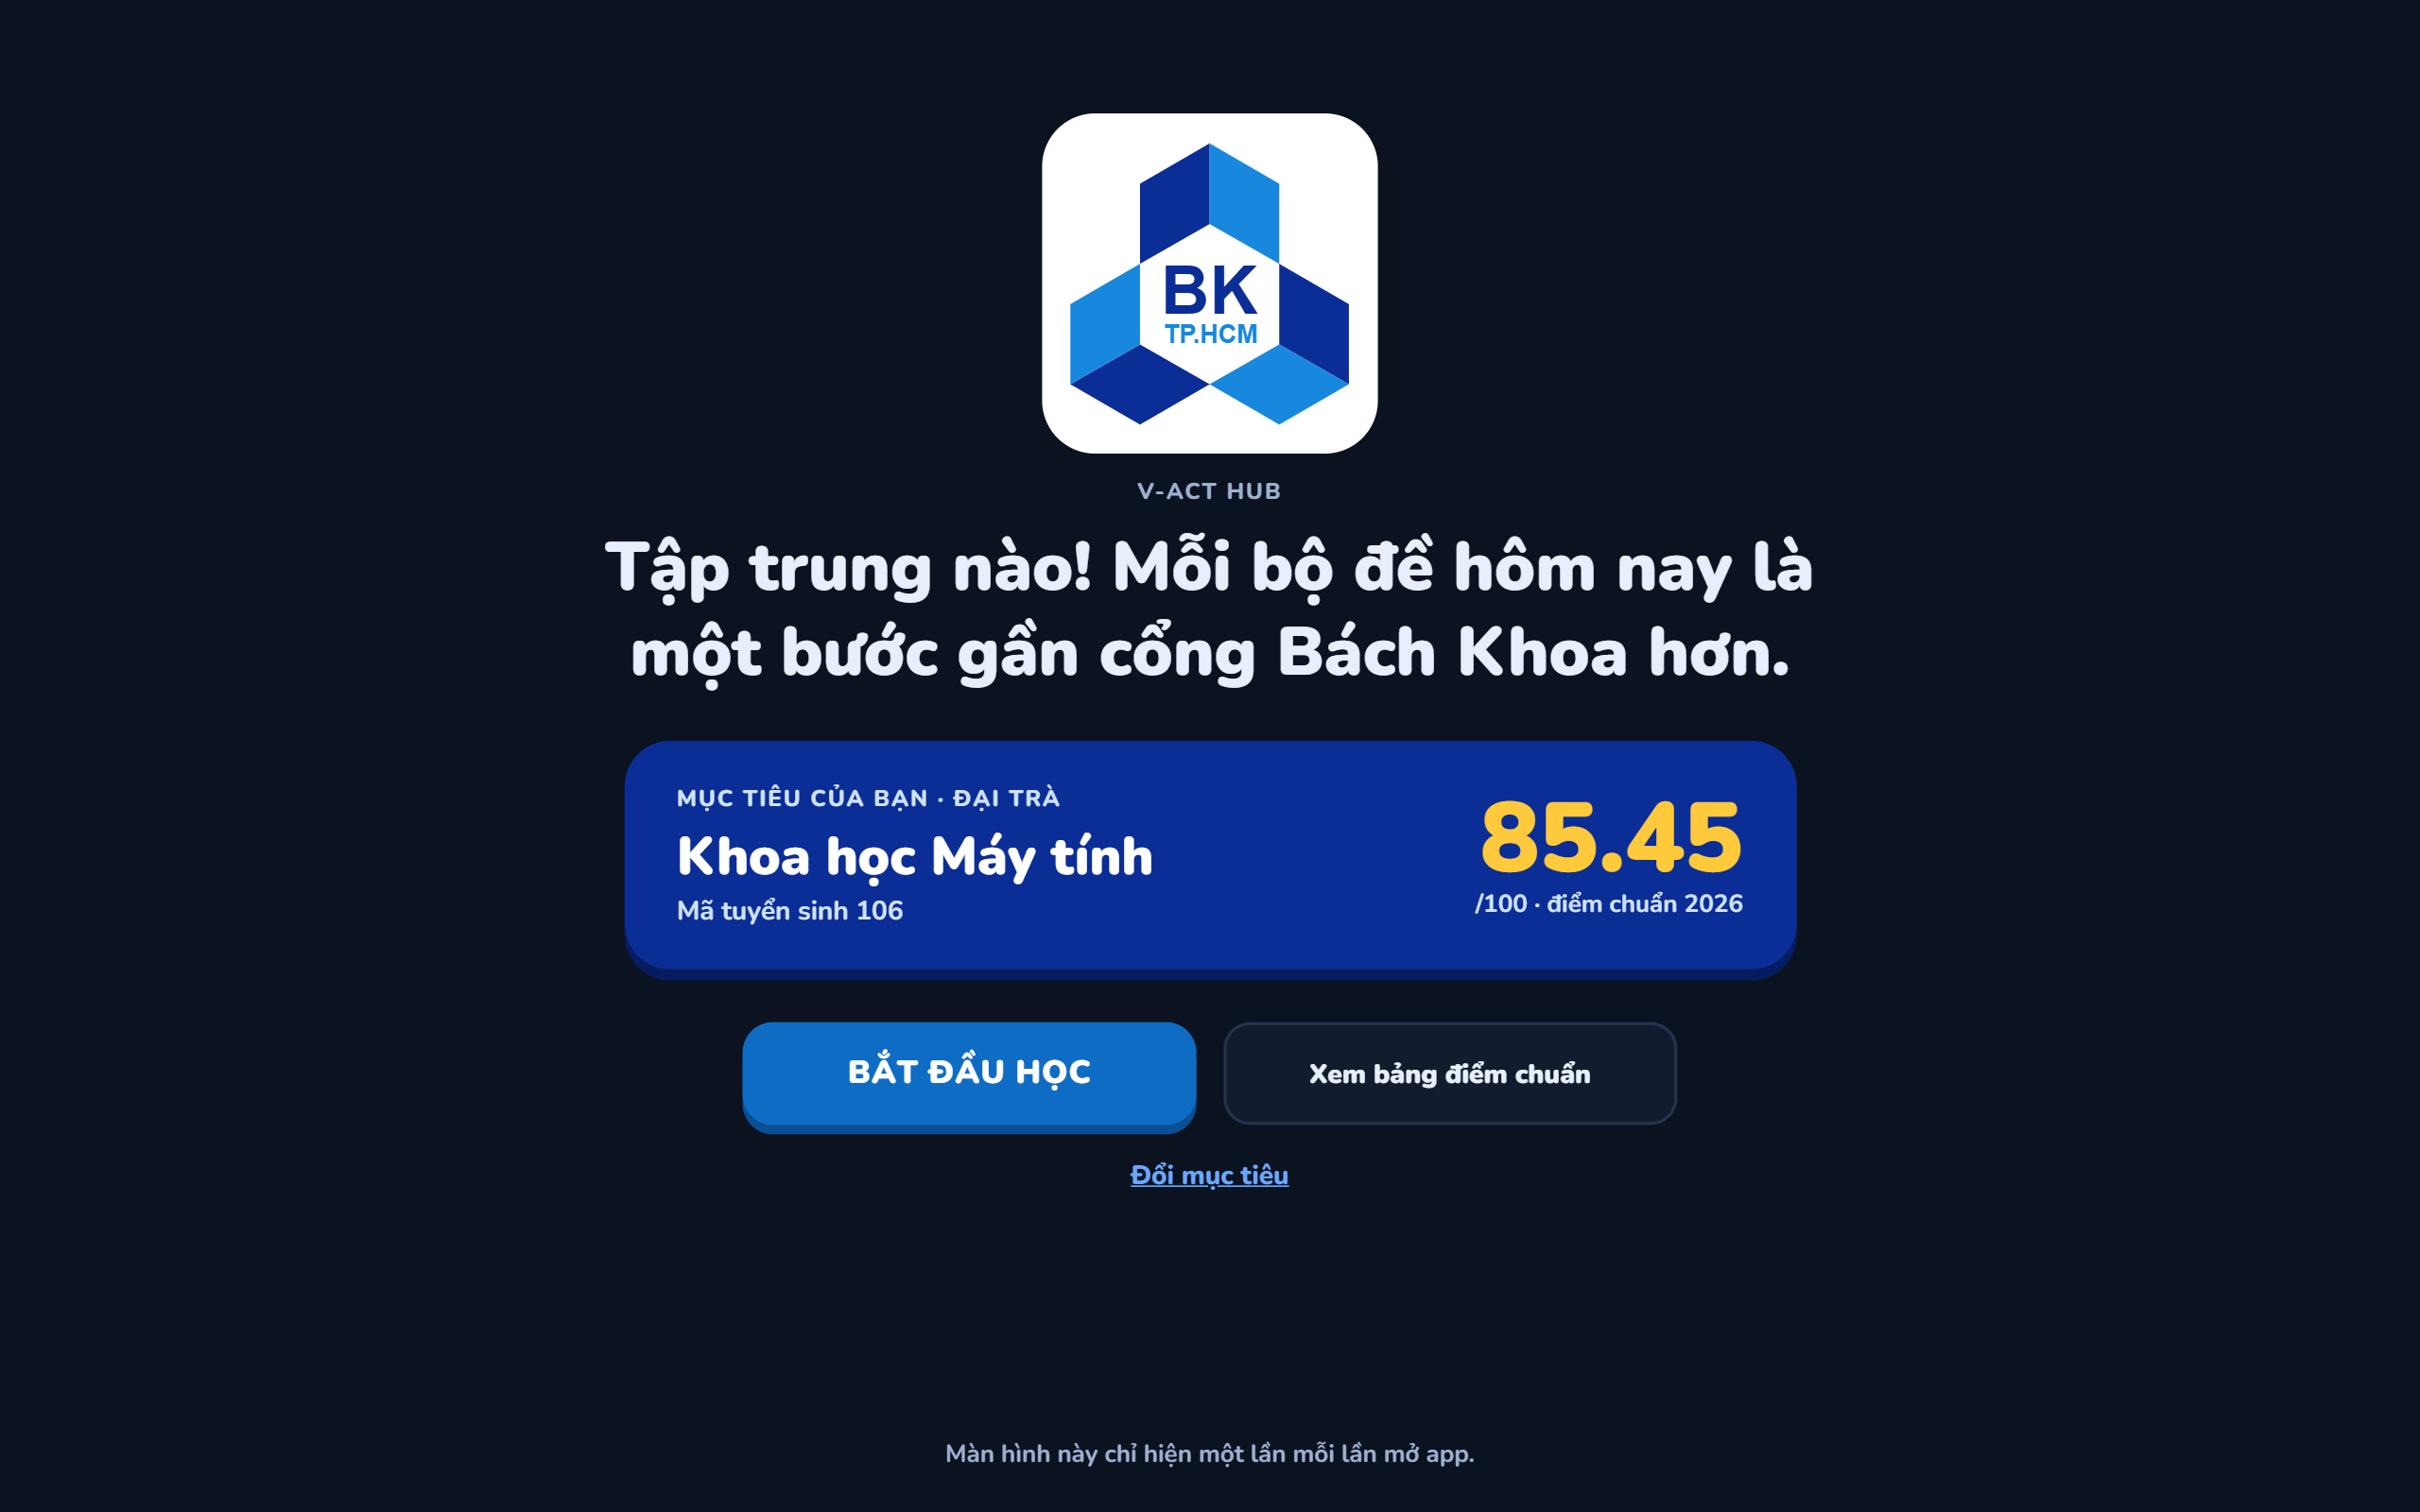 BK
TP.HCM
V-ACT HUB
Tập trung nào! Mỗi bộ đề hôm nay là
một bước gần cổng Bách Khoa hơn.
MỤC TIÊU CỦA BẠN · ĐẠI TRÀ
Khoa học Máy tính
Mã tuyển sinh 106
85.45
/100 · điểm chuẩn 2026
BẮT ĐẦU HỌC
Xem bảng điểm chuẩn
Đổi mục tiêu
Màn hình này chỉ hiện một lần mỗi lần mở app.